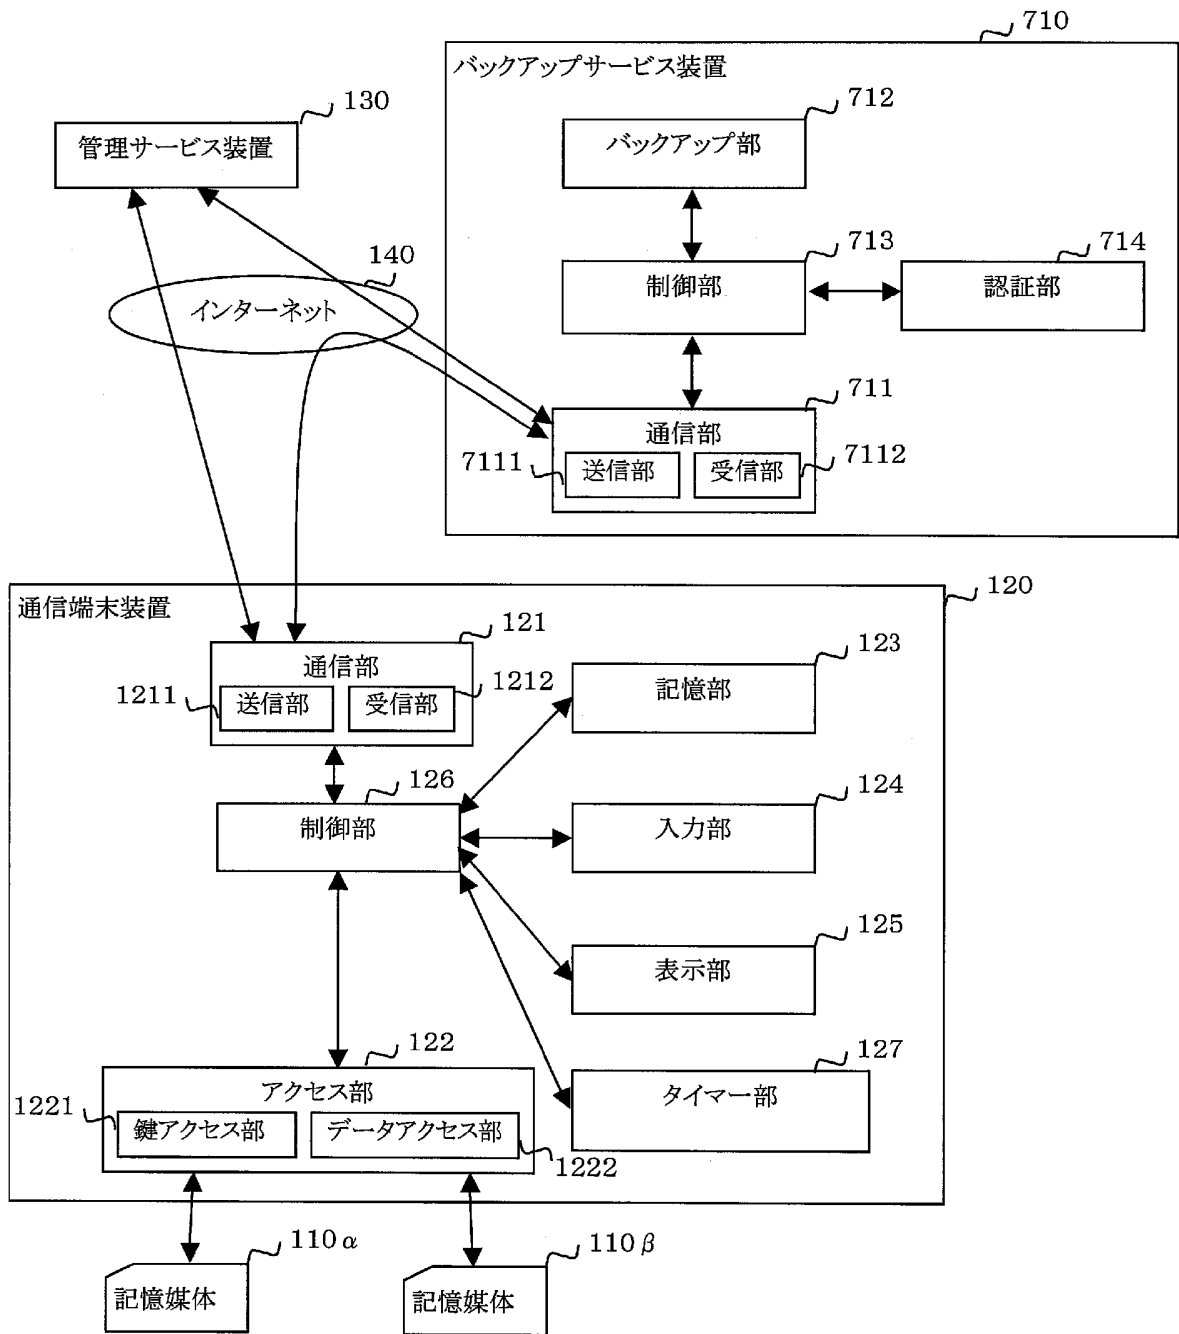 710
バックアップサービス装置
130
管理サービス装置
712
バックアップ部
140
インターネット
713
制御部
714
認証部
711
通信部
7111
送信部
受信部
7112
120
通信端末装置
121
通信部
1211
送信部
受信部
1212
123
記憶部
126
制御部
124
入力部
125
表示部
122
アクセス部
1221
鍵アクセス部
データアクセス部
1222
127
タイマー部
110α
記憶媒体
110β
記憶媒体